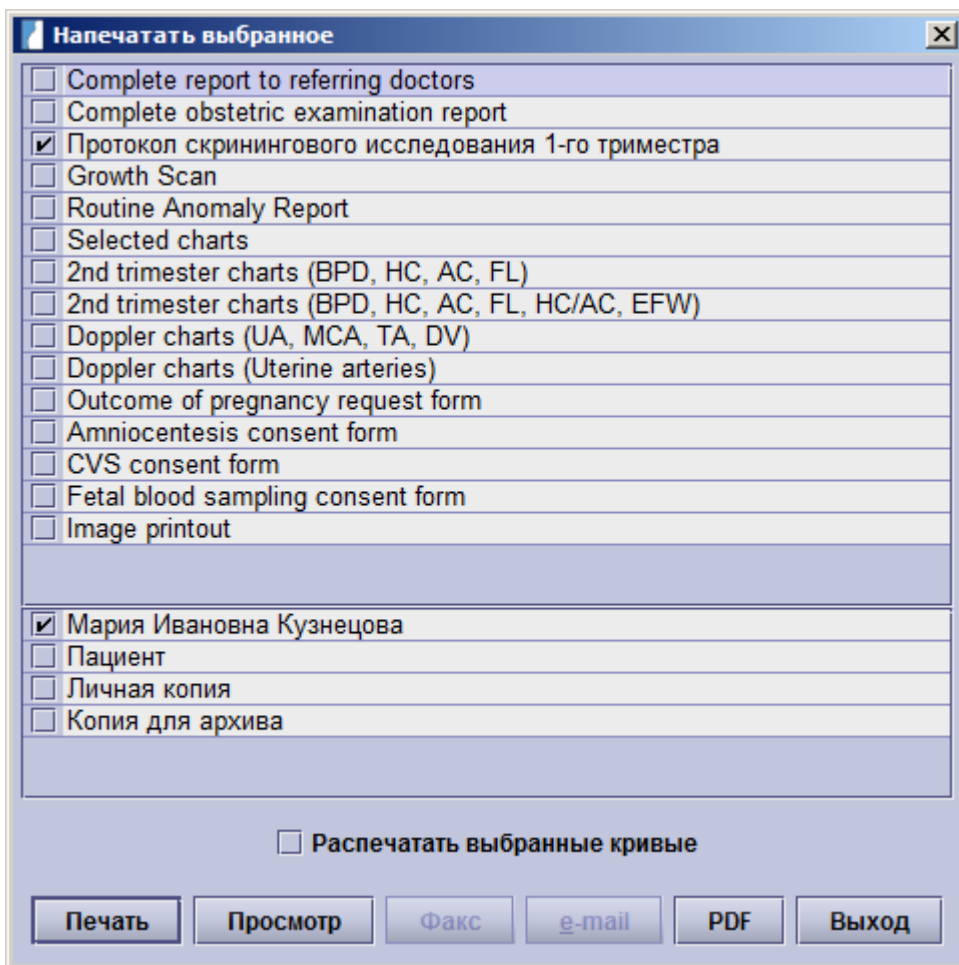 Напечатать выбранное
Complete report to referring doctors
Complete obstetric examination report
Протокол скринингового исследования 1-го триместра
Growth Scan
Routine Anomaly Report
Selected charts
2nd trimester charts (BPD, HC, AC, FL)
2nd trimester charts (BPD, HC, AC, FL, HC/AC, EFW)
Doppler charts (UA, MCA, TA, DV)
Doppler charts (Uterine arteries)
Outcome of pregnancy request form
Amniocentesis consent form
CVS consent form
Fetal blood sampling consent form
Image printout
Мария Ивановна Кузнецова
Пациент
Личная копия
Копия для архива
Распечатать выбранные кривые
Печать Просмотр Факс e-mail PDF Выход